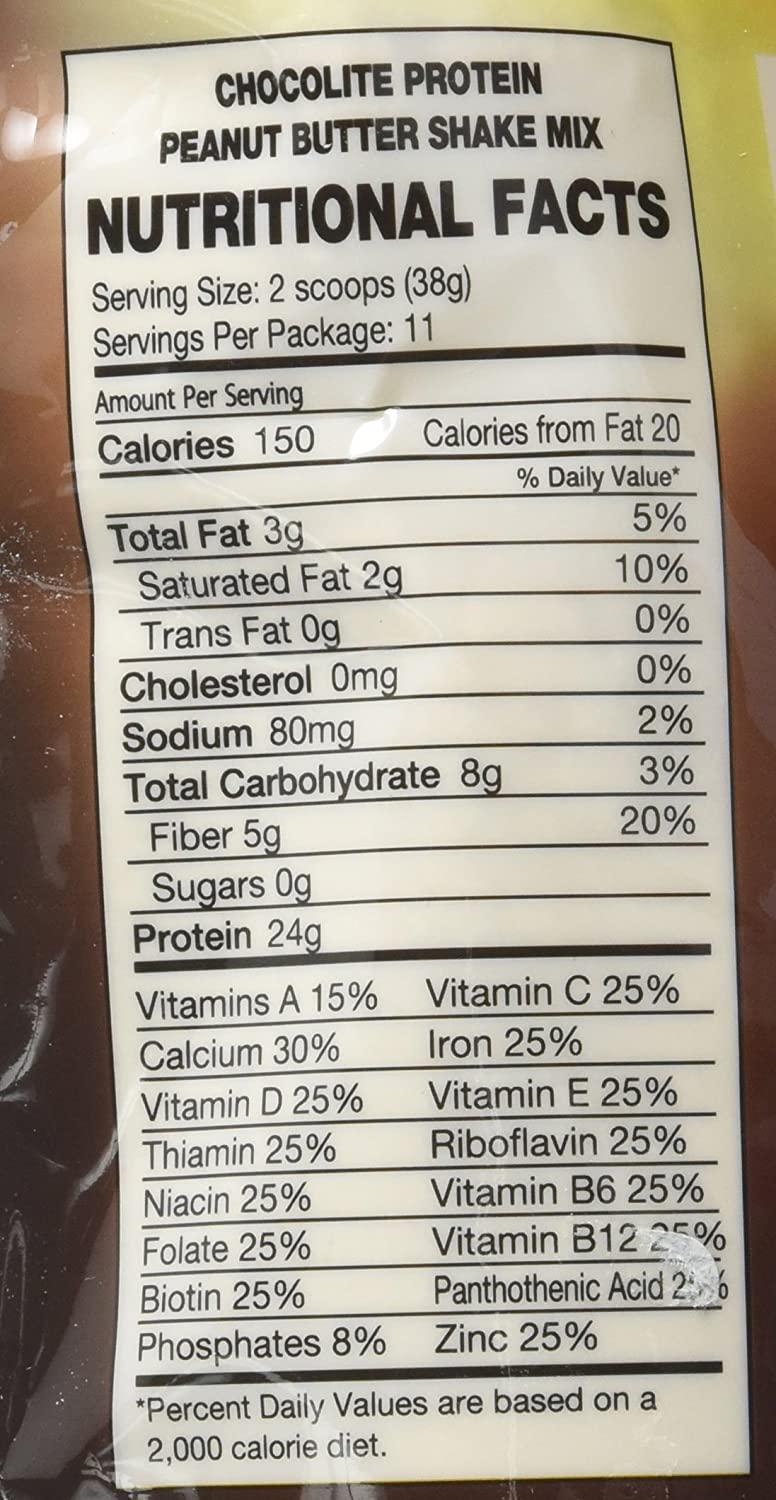 CHOCOLITE PROTEIN
PEANUT BUTTER SHAKE MIX
NUTRITIONAL FACTS
Serving Size: 2 scoops (38g)
Servings Per Package: 11
Amount Per Serving
Calories 150 Calories from Fat 20
% Daily Value*
Total Fat 3g 5%
Saturated Fat 2g 10%
Trans Fat 0g 0%
Cholesterol 0mg 0%
Sodium 80mg 2%
Total Carbohydrate 8g 3%
Fiber 5g 20%
Sugars 0g
Protein 24g
Vitamins A 15% Vitamin C 25%
Calcium 30% Iron 25%
Vitamin D 25% Vitamin E 25%
Thiamin 25% Riboflavin 25%
Niacin 25% Vitamin B6 25%
Folate 25% Vitamin B12 25%
Biotin 25% Panthothenic Acid
Phosphates 8% Zinc 25%
*Percent Daily Values are based on a
2,000 calorie diet.